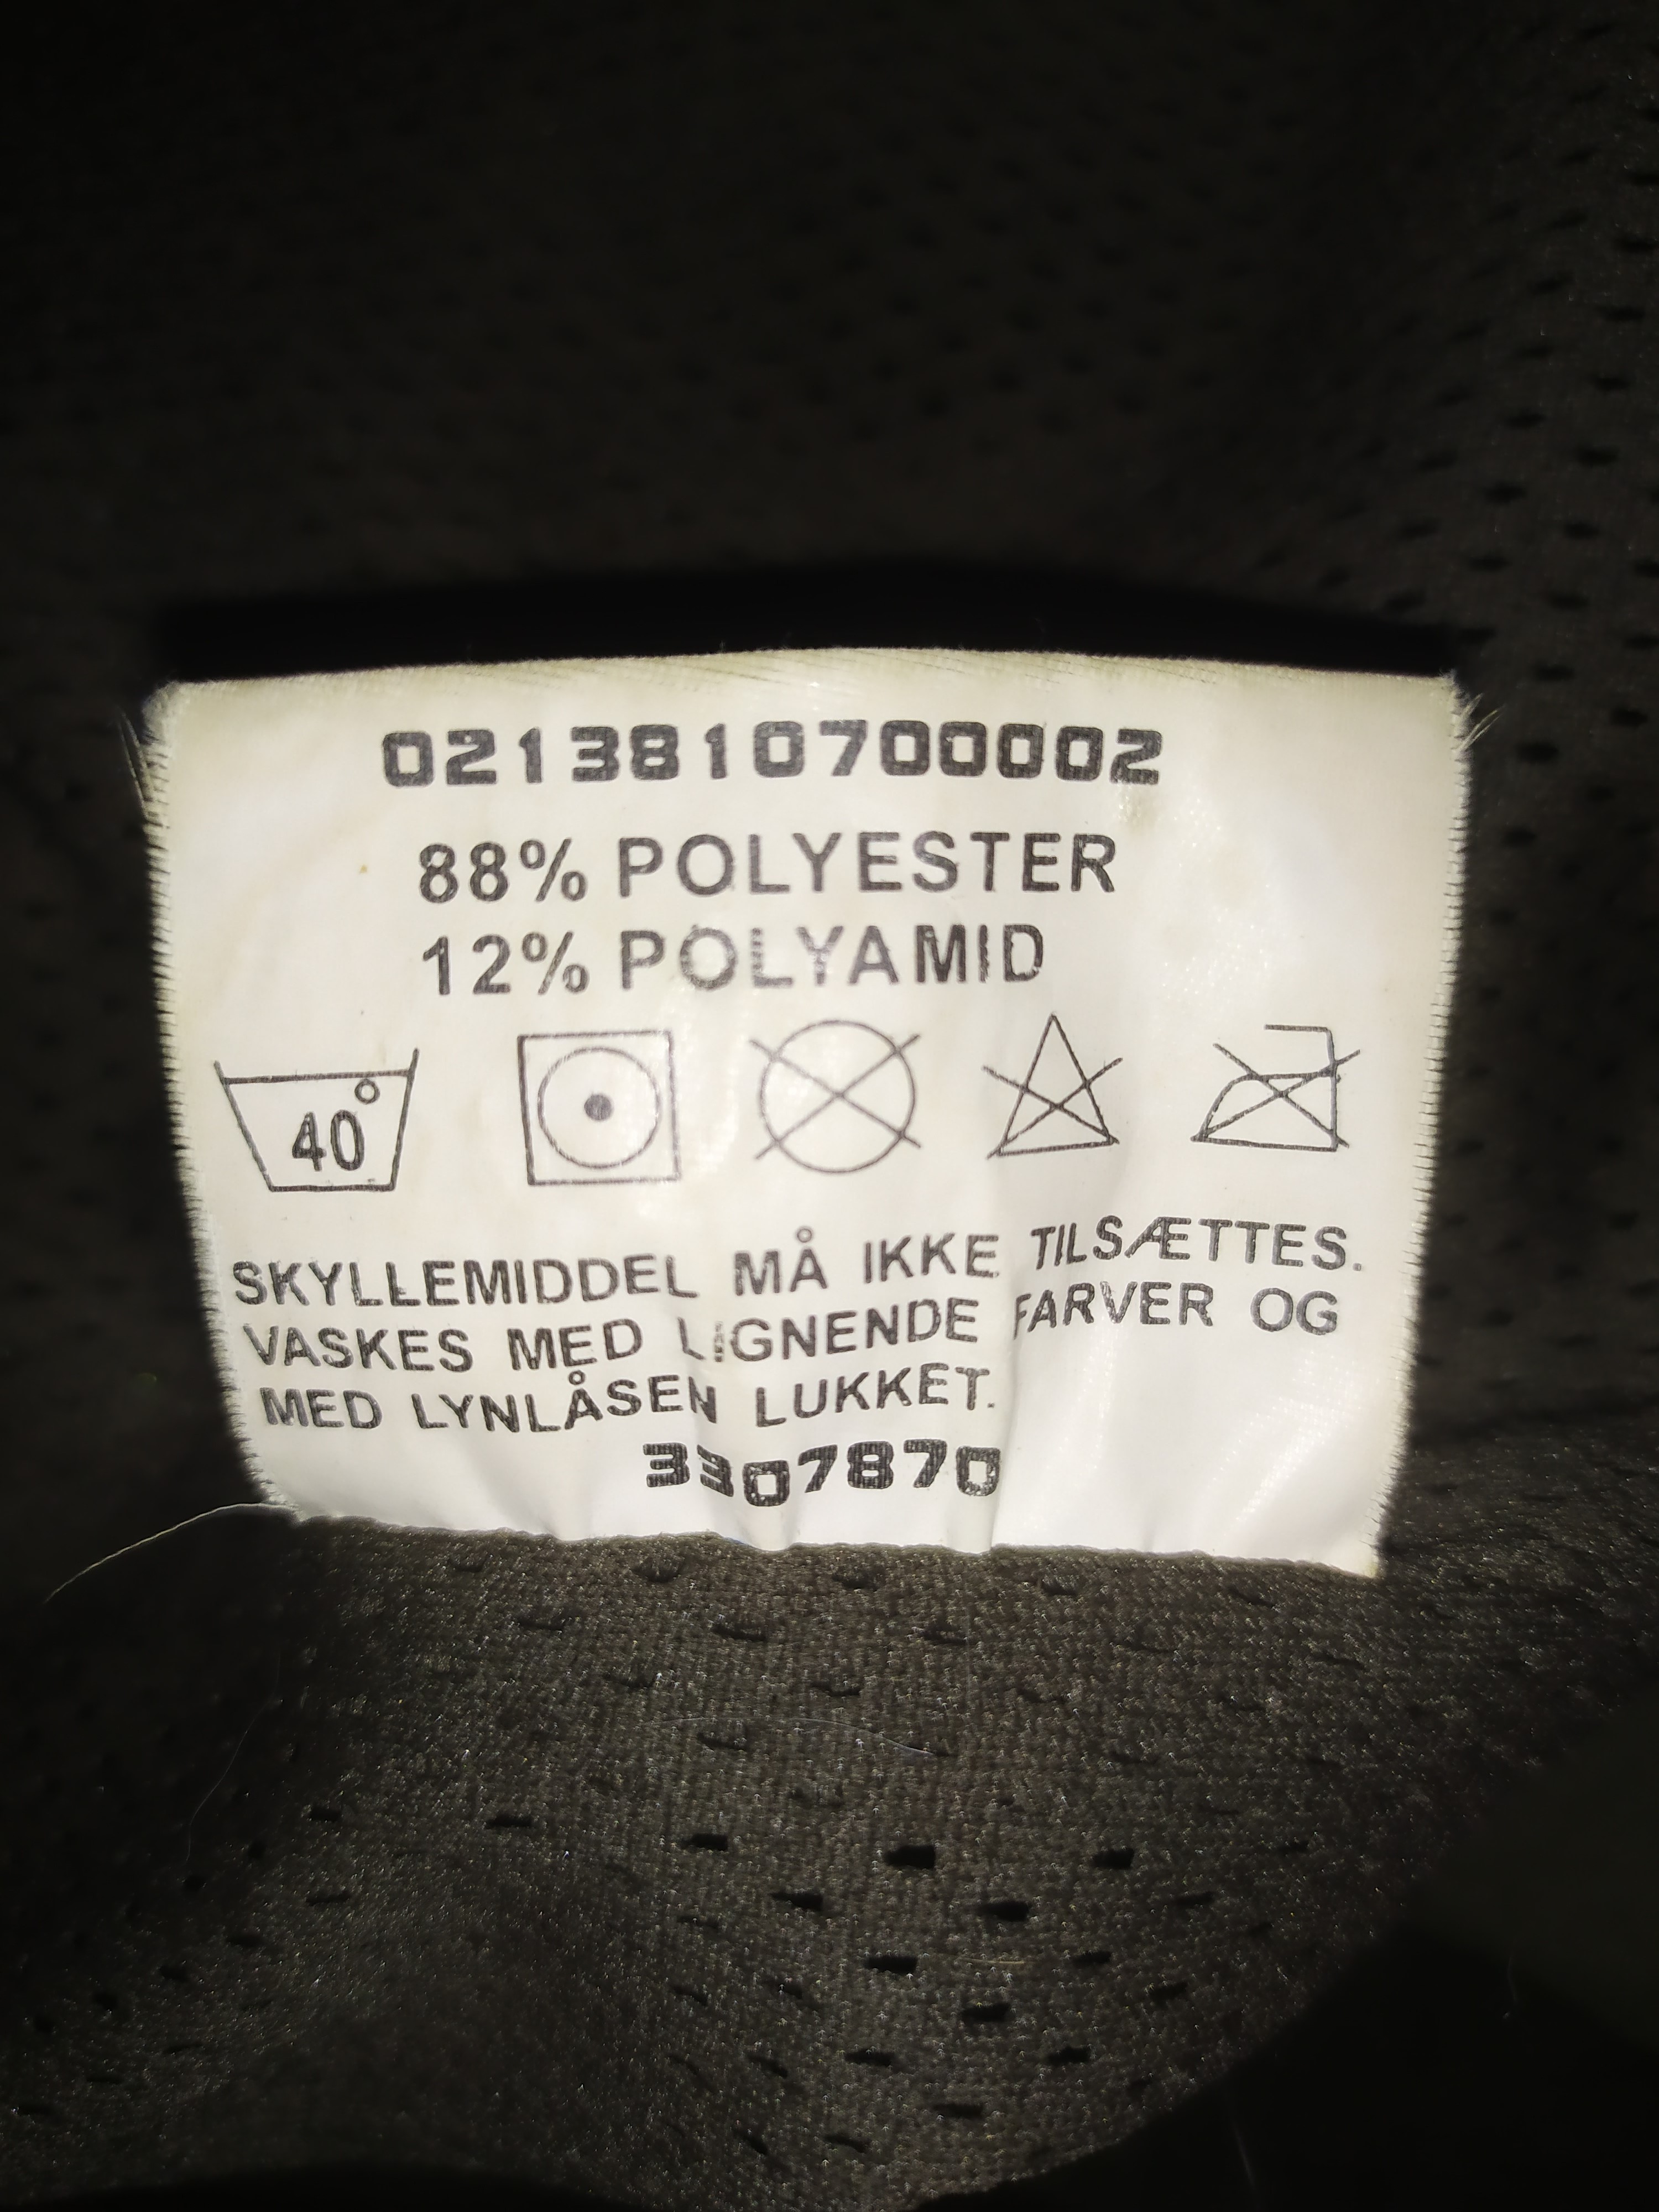 0213810700002
88% POLYESTER
12% POLYAMID
40°
SKYLLEMIDDEL MÅ IKKE TILSÆTTES.
VASKES MED LIGNENDE FARVER OG
MED LYNLÅSEN LUKKET.
3307870